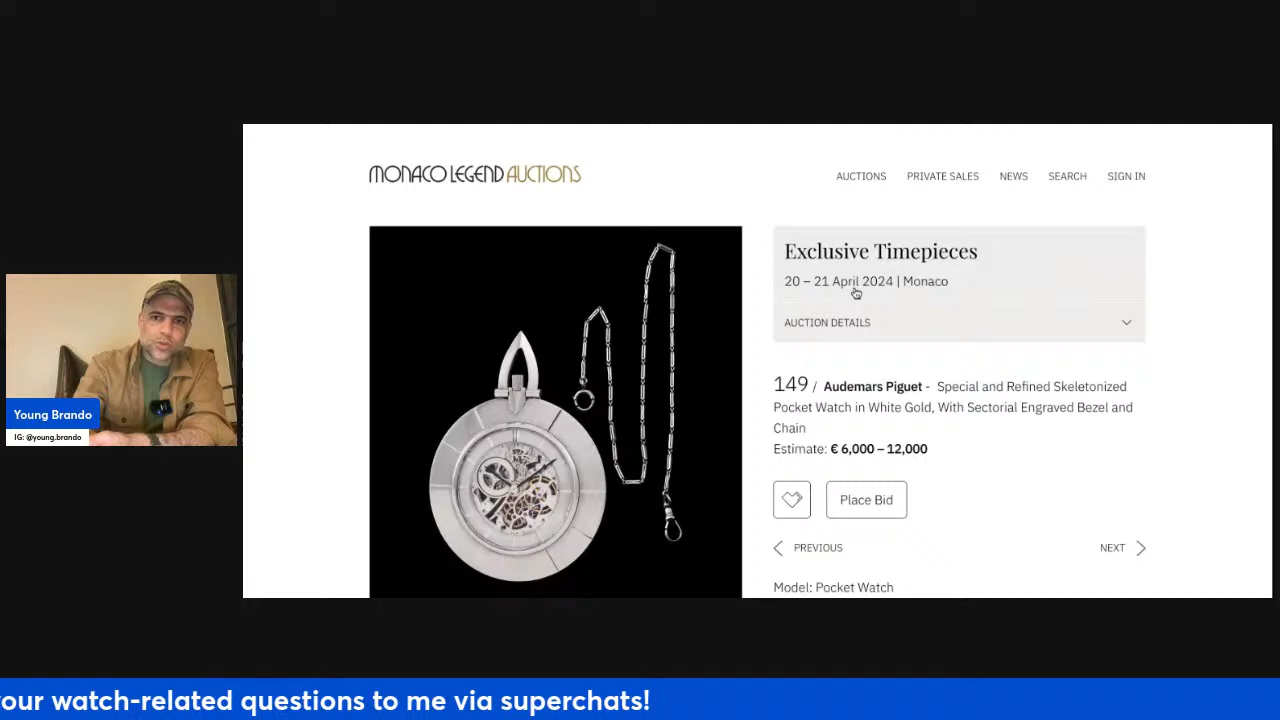 MONACO LEGEND AUCTIONS
AUCTIONS PRIVATE SALES NEWS SEARCH SIGN IN
Exclusive Timepieces
20 – 21 April 2024 | Monaco
AUCTION DETAILS
149 / Audemars Piguet - Special and Refined Skeletonized
Pocket Watch in White Gold, With Sectorial Engraved Bezel and
Chain
Estimate: € 6,000 – 12,000
Place Bid
PREVIOUS
NEXT
Model: Pocket Watch
Young Brando
IG: @young.brando
our watch-related questions to me via superchats!